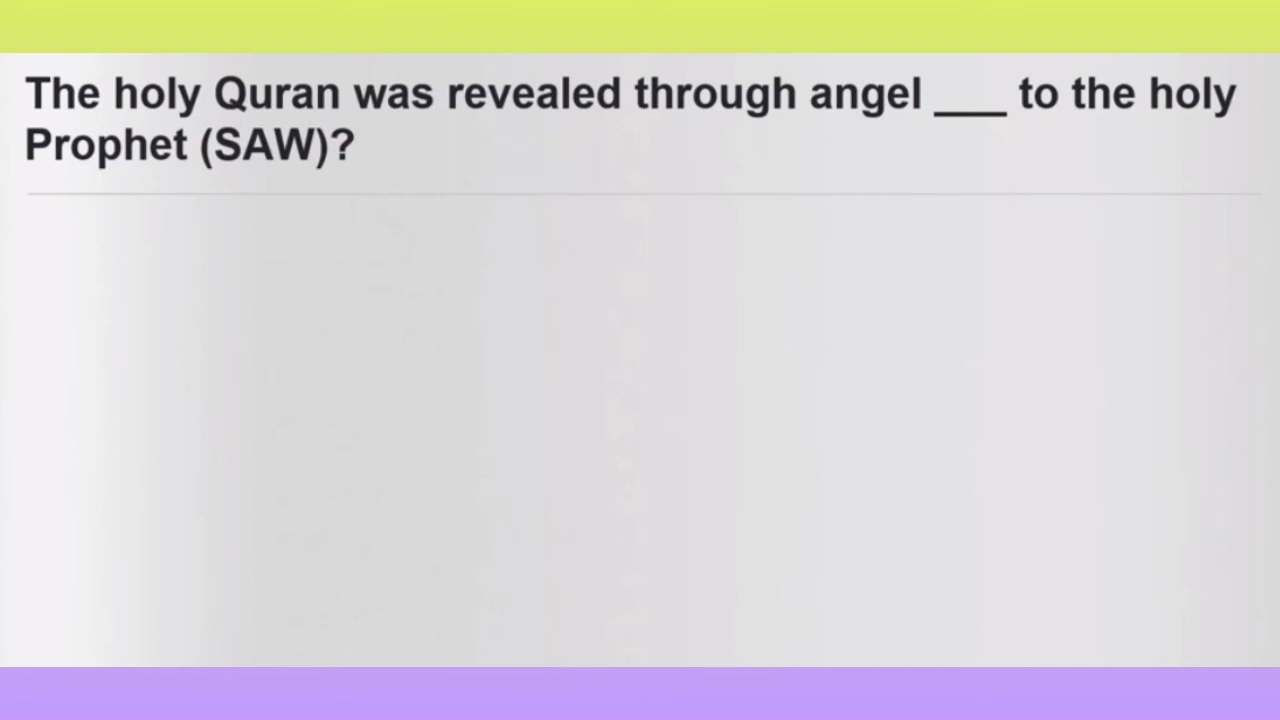 The holy Quran was revealed through angel ___ to the holy
Prophet (SAW)?